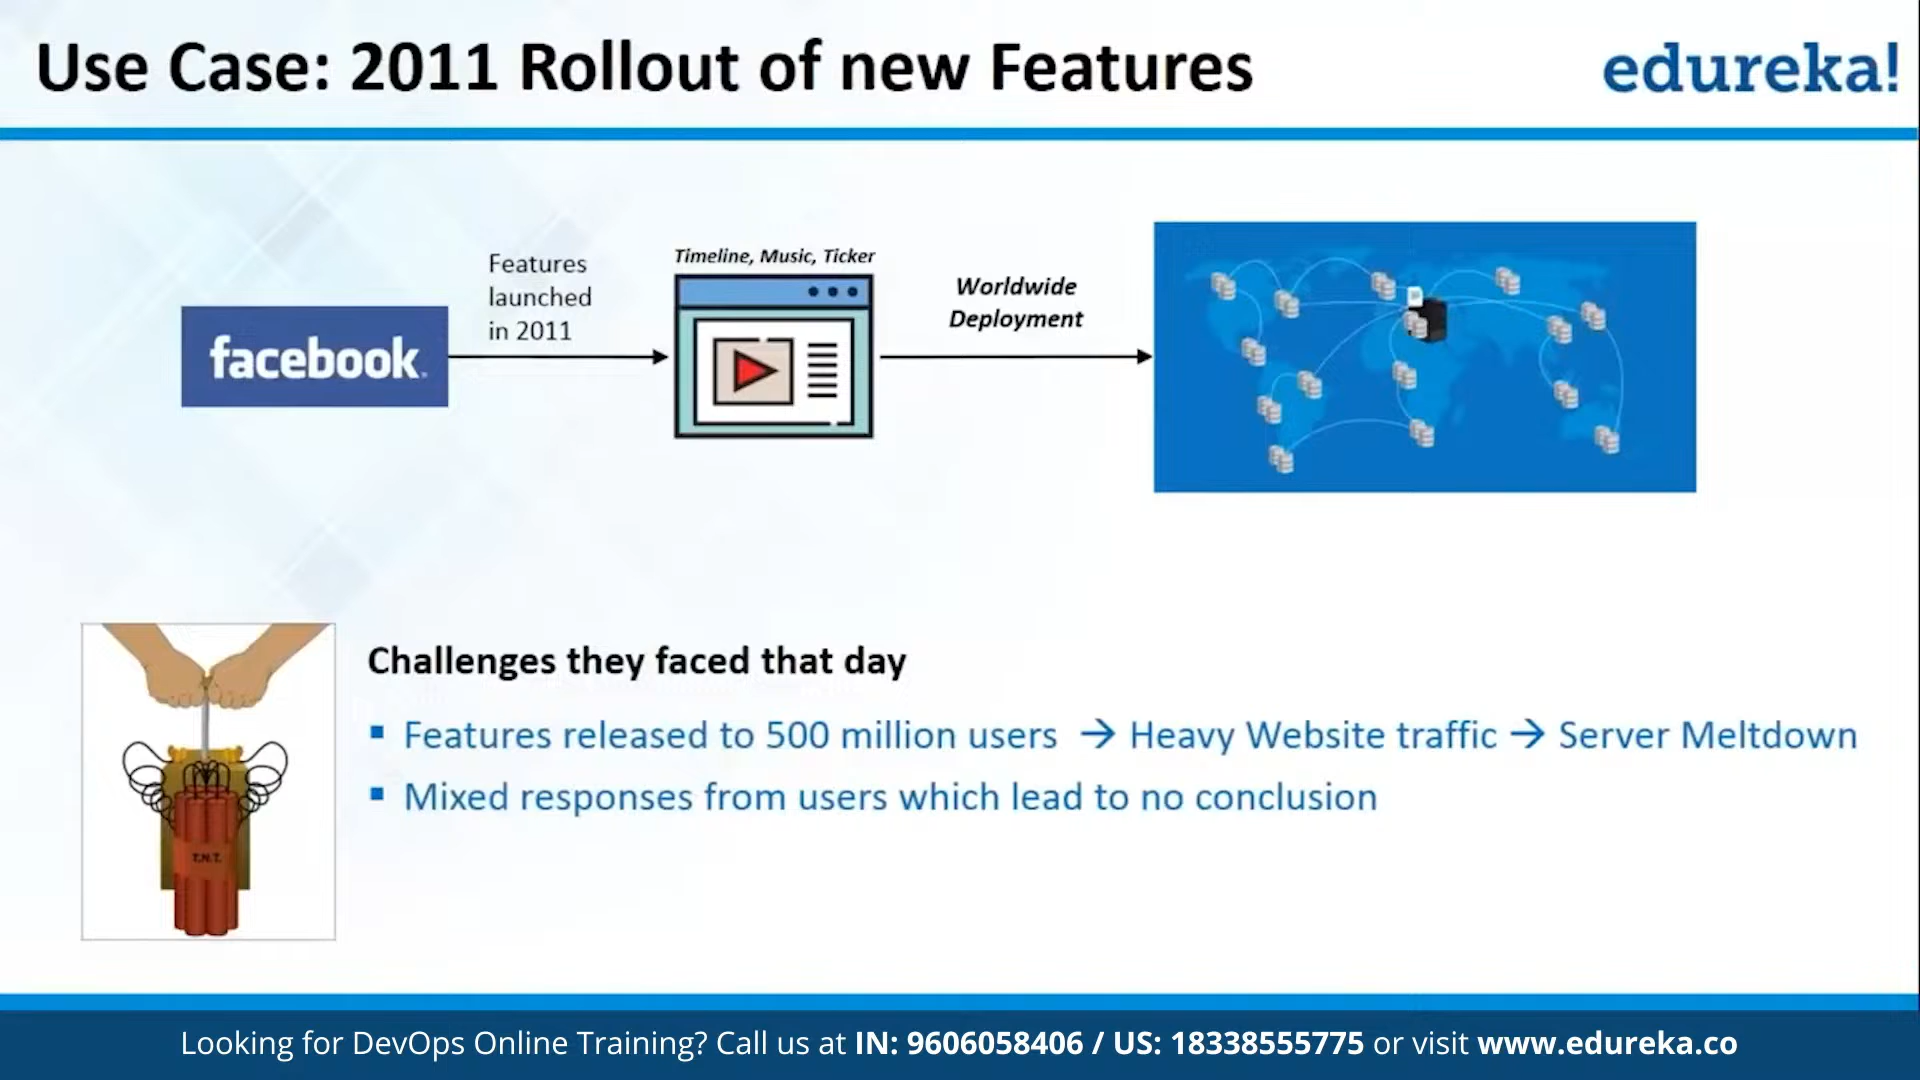 Use Case: 2011 Rollout of new Features
edureka!
Features
launched
in 2011
Timeline, Music, Ticker
Worldwide
Deployment
facebook.
Challenges they faced that day
▪ Features released to 500 million users → Heavy Website traffic → Server Meltdown
▪ Mixed responses from users which lead to no conclusion
T.N.T.
Looking for DevOps Online Training? Call us at IN: 9606058406 / US: 18338555775 or visit www.edureka.co